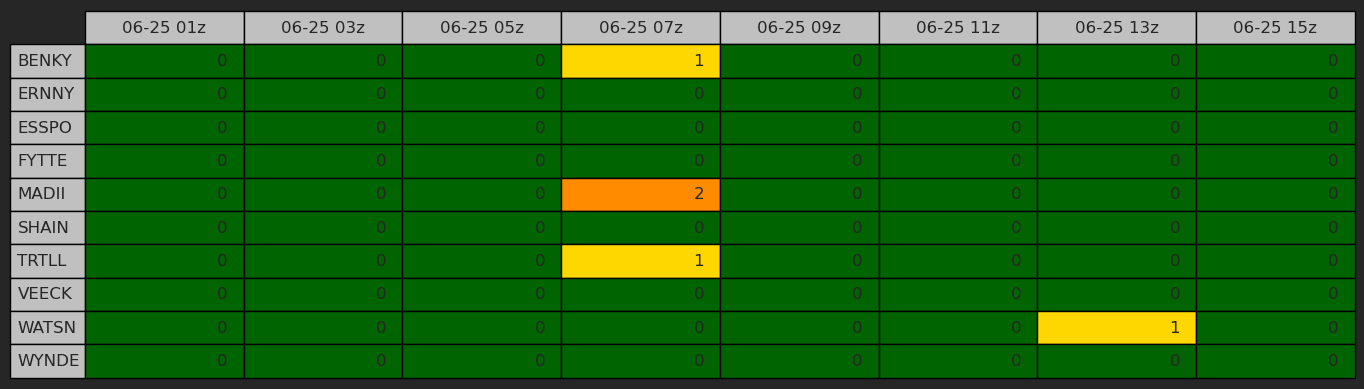 06-25 01z 06-25 03z 06-25 05z 06-25 07z 06-25 09z 06-25 11z 06-25 13z 06-25 15z
BENKY 0 0 0 1 0 0 0 0
ERNNY 0 0 0 0 0 0 0 0
ESSPO 0 0 0 0 0 0 0 0
FYTTE 0 0 0 0 0 0 0 0
MADII 0 0 0 2 0 0 0 0
SHAIN 0 0 0 0 0 0 0 0
TRTLL 0 0 0 1 0 0 0 0
VEECK 0 0 0 0 0 0 0 0
WATSN 0 0 0 0 0 0 1 0
WYNDE 0 0 0 0 0 0 0 0